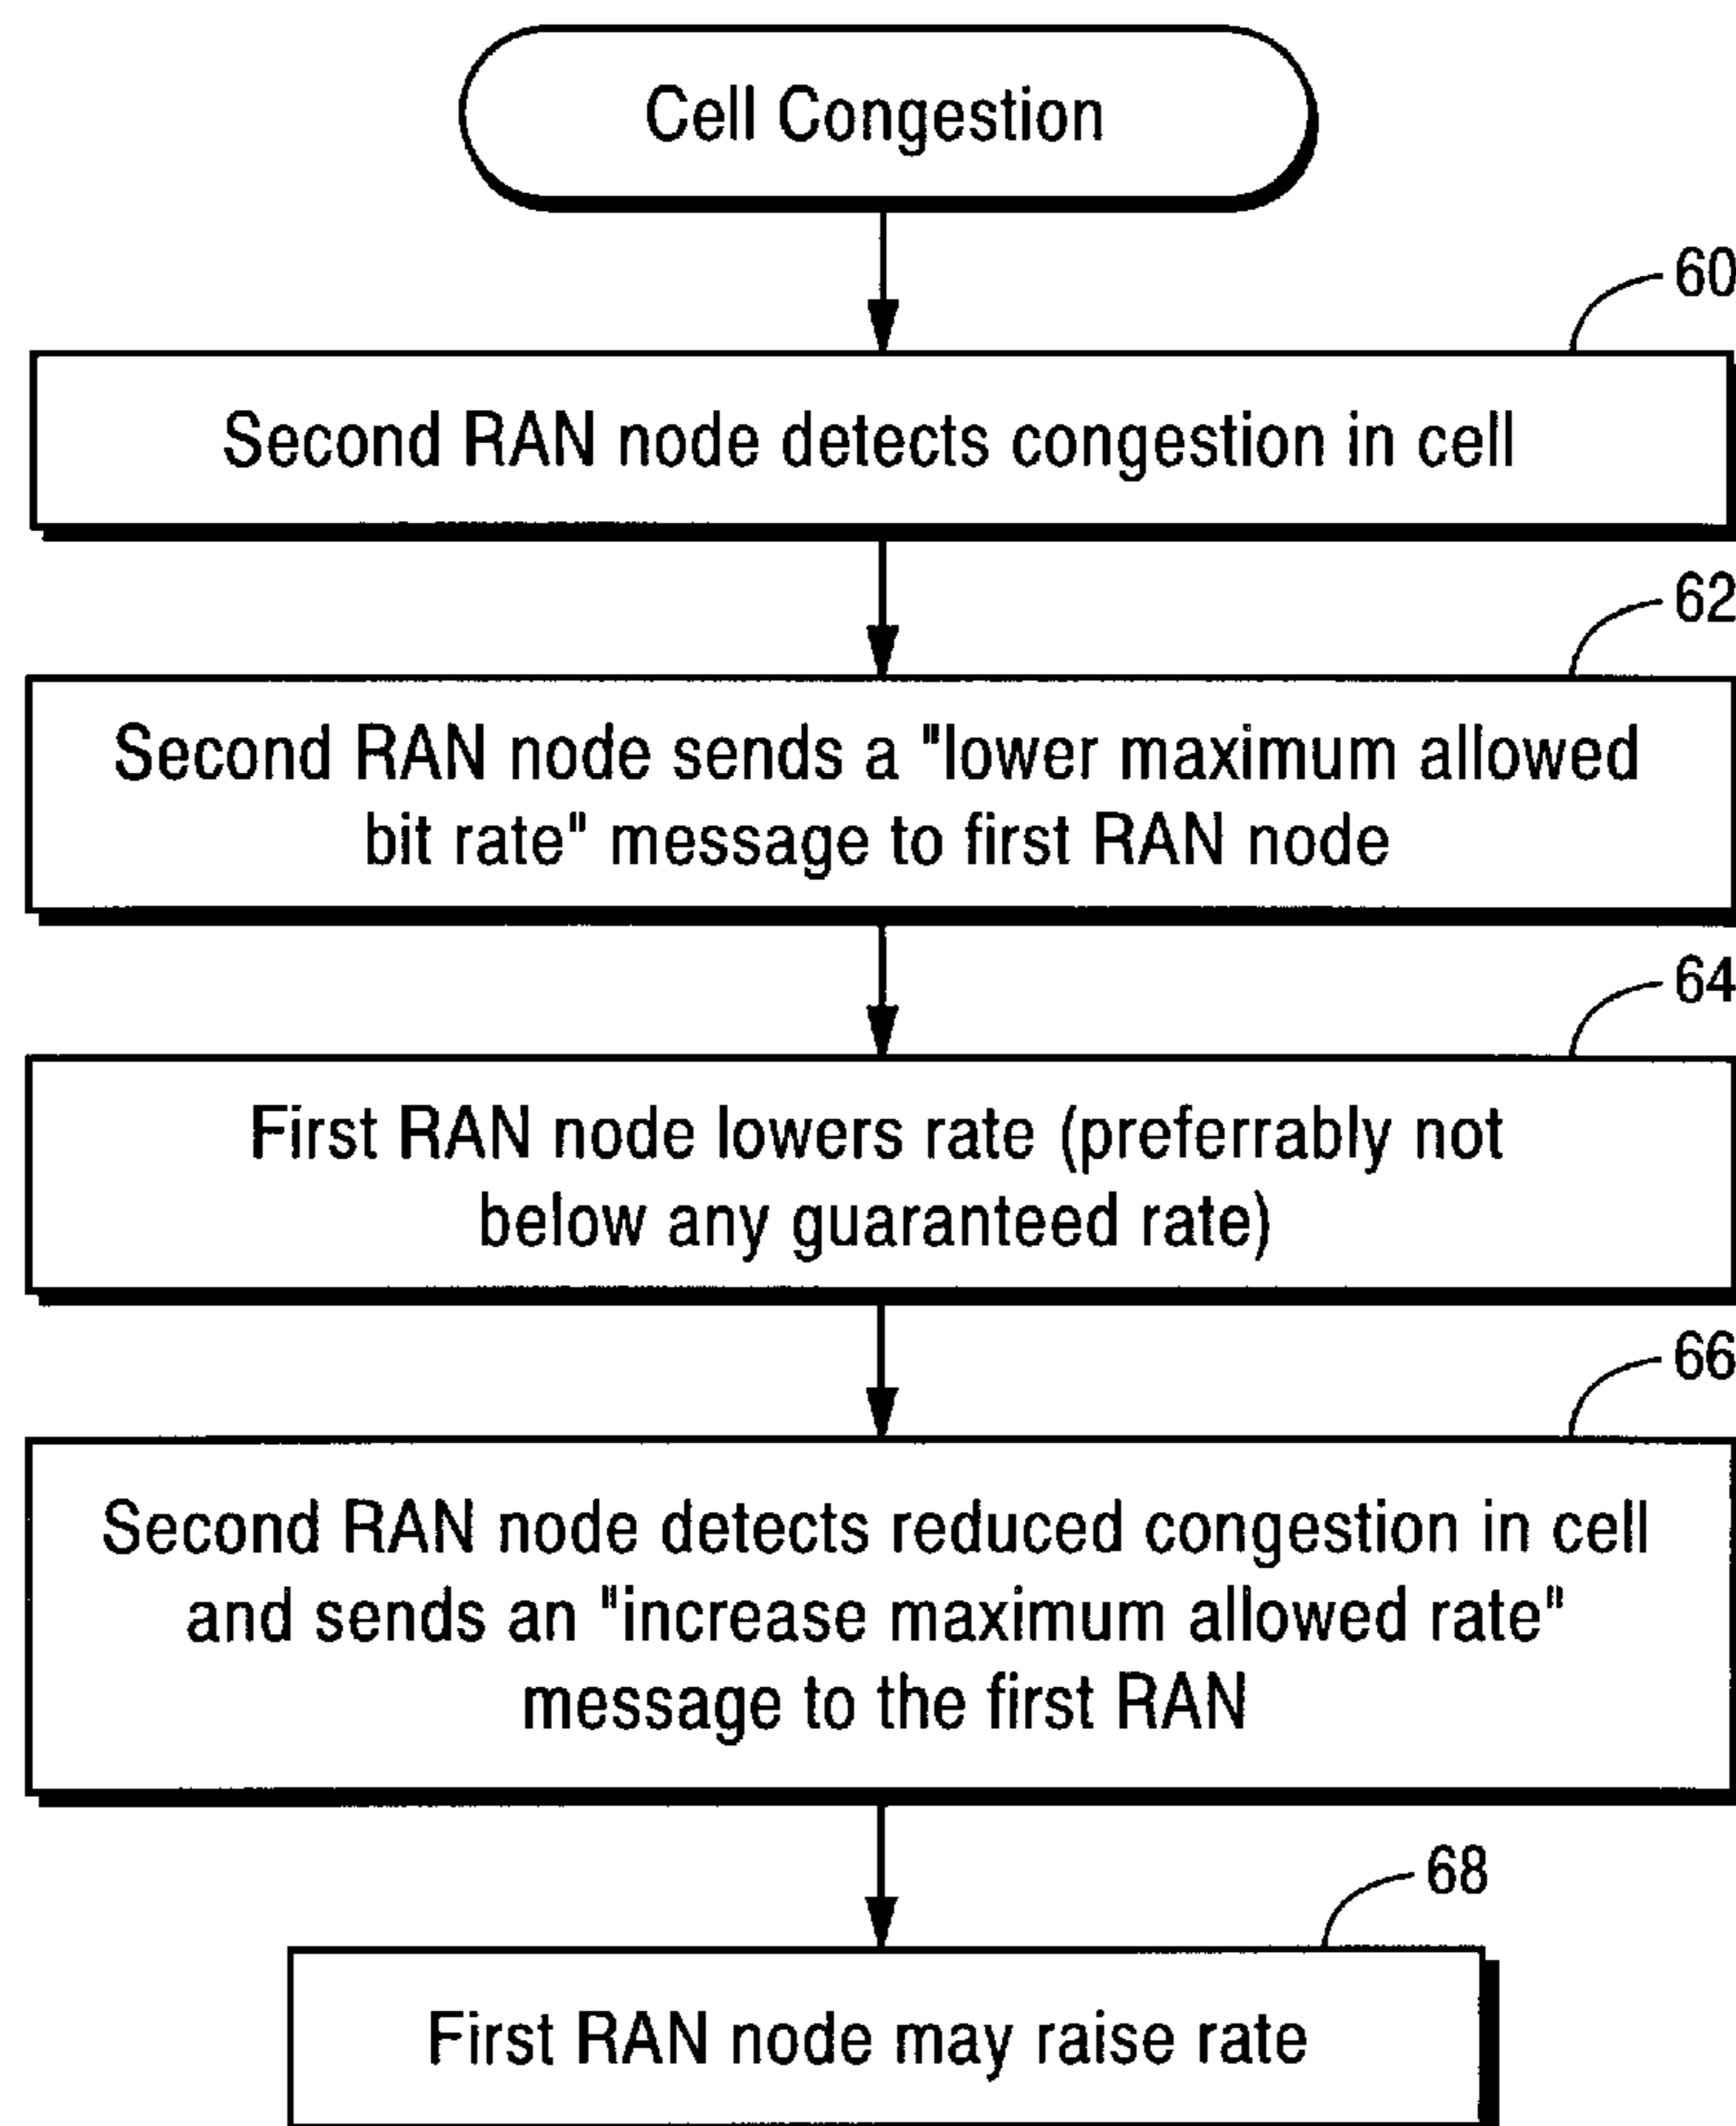 Cell Congestion
60
Second RAN node detects congestion in cell
62
Second RAN node sends a "lower maximum allowed
bit rate" message to first RAN node
64
First RAN node lowers rate (preferrably not
below any guaranteed rate)
66
Second RAN node detects reduced congestion in cell
and sends an "increase maximum allowed rate"
message to the first RAN
68
First RAN node may raise rate